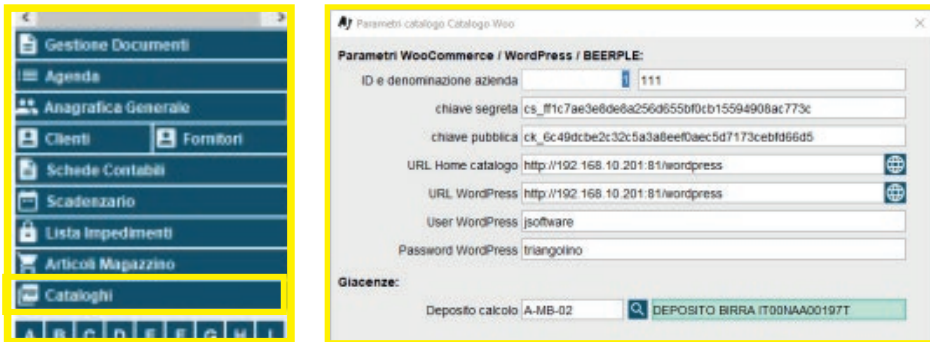 Gestione Documenti
Agenda
Anagrafica Generale
Clienti
Fornitori
Schede Contabili
Scadenzario
Lista Impedimenti
Articoli Magazzino
Cataloghi
A B C D E F G H I
Parametri catalogo Catalogo Woo
Parametri WooCommerce / WordPress / BEERPLE:
ID e denominazione azienda 1 111
chiave segreta cs_ff1c7ae3e8de6a256d655bf0cb15594908ac773c
chiave pubblica ck_6c49dcbe2c32c5a3a8eef0aec5d7173cebfd66d5
URL Home catalogo http://192.168.10.201:81/wordpress
URL WordPress http://192.168.10.201:81/wordpress
User WordPress jsoftware
Password WordPress triangolino
Giacenze:
Deposito calcolo A-MB-02 DEPOSITO BIRRA IT00NAA00197T